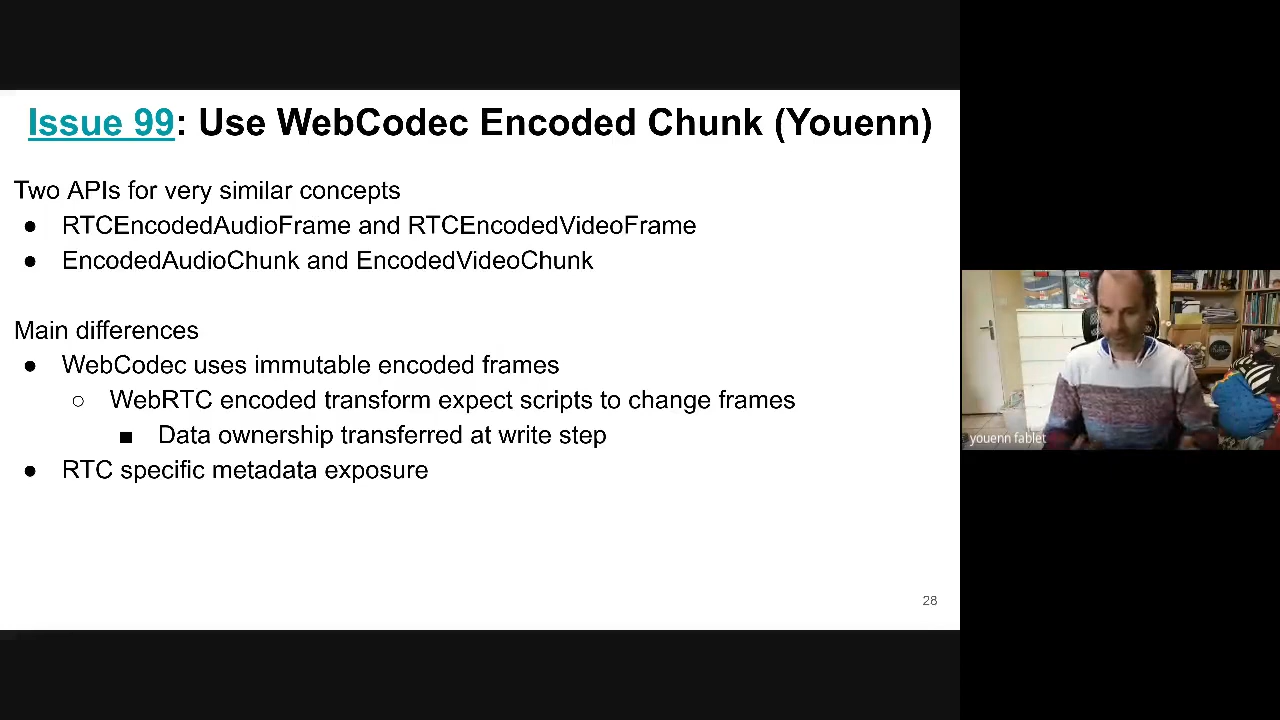 Issue 99: Use WebCodec Encoded Chunk (Youenn)
Two APIs for very similar concepts
● RTCEncodedAudioFrame and RTCEncodedVideoFrame
● EncodedAudioChunk and EncodedVideoChunk
Main differences
● WebCodec uses immutable encoded frames
○ WebRTC encoded transform expect scripts to change frames
■ Data ownership transferred at write step
● RTC specific metadata exposure
28
youenn fablet